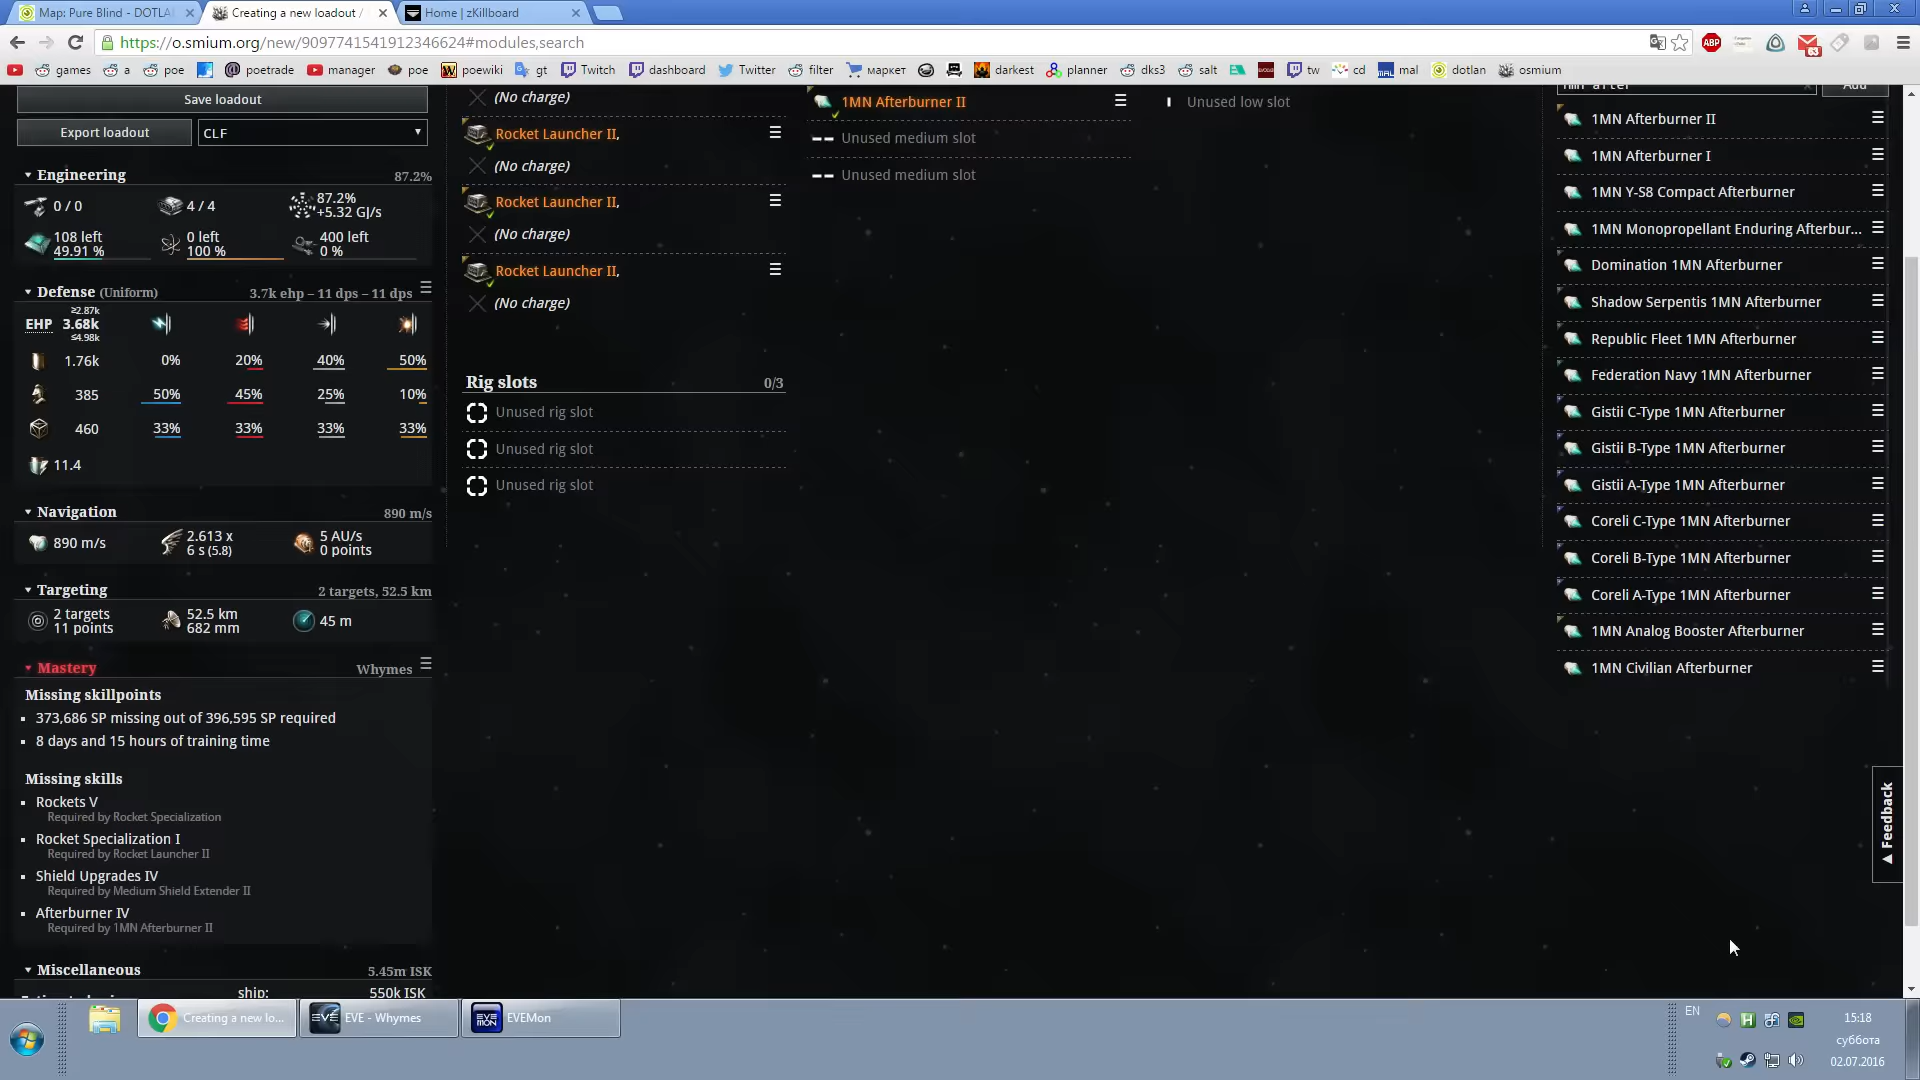 Map: Pure Blind - DOTLA
Creating a new loadout /
Home | zKillboard
https://o.smium.org/new/9097741541912346624#modules,search
games a poe poetrade manager poe poewiki gt Twitch dashboard Twitter filter маркет darkest planner dks3 salt tw cd mal dotlan osmium
Save loadout
Export loadout
CLF
Engineering 87.2%
0 / 0
4 / 4
87.2%
+5.32 GJ/s
108 left
49.91 %
0 left
100 %
400 left
0 %
Defense (Uniform) 3.7k ehp – 11 dps – 11 dps
EHP
≥2.87k
3.68k
≤4.98k
1.76k 0% 20% 40% 50%
385 50% 45% 25% 10%
460 33% 33% 33% 33%
11.4
Navigation 890 m/s
890 m/s
2.613 x
6 s (5.8)
5 AU/s
0 points
Targeting 2 targets, 52.5 km
2 targets
11 points
52.5 km
682 mm
45 m
Mastery Whymes
Missing skillpoints
373,686 SP missing out of 396,595 SP required
8 days and 15 hours of training time
Missing skills
Rockets V
Required by Rocket Specialization
Rocket Specialization I
Required by Rocket Launcher II
Shield Upgrades IV
Required by Medium Shield Extender II
Afterburner IV
Required by 1MN Afterburner II
Miscellaneous 5.45m ISK
ship: 550k ISK
(No charge)
Rocket Launcher II,
(No charge)
Rocket Launcher II,
(No charge)
Rocket Launcher II,
(No charge)
Rig slots 0/3
Unused rig slot
Unused rig slot
Unused rig slot
1MN Afterburner II
Unused medium slot
Unused medium slot
Unused low slot
Add
1MN Afterburner II
1MN Afterburner I
1MN Y-S8 Compact Afterburner
1MN Monopropellant Enduring Afterbur...
Domination 1MN Afterburner
Shadow Serpentis 1MN Afterburner
Republic Fleet 1MN Afterburner
Federation Navy 1MN Afterburner
Gistii C-Type 1MN Afterburner
Gistii B-Type 1MN Afterburner
Gistii A-Type 1MN Afterburner
Coreli C-Type 1MN Afterburner
Coreli B-Type 1MN Afterburner
Coreli A-Type 1MN Afterburner
1MN Analog Booster Afterburner
1MN Civilian Afterburner
Feedback
Creating a new lo...
EVE - Whymes
EVEMon
EN
15:18
суббота
02.07.2016